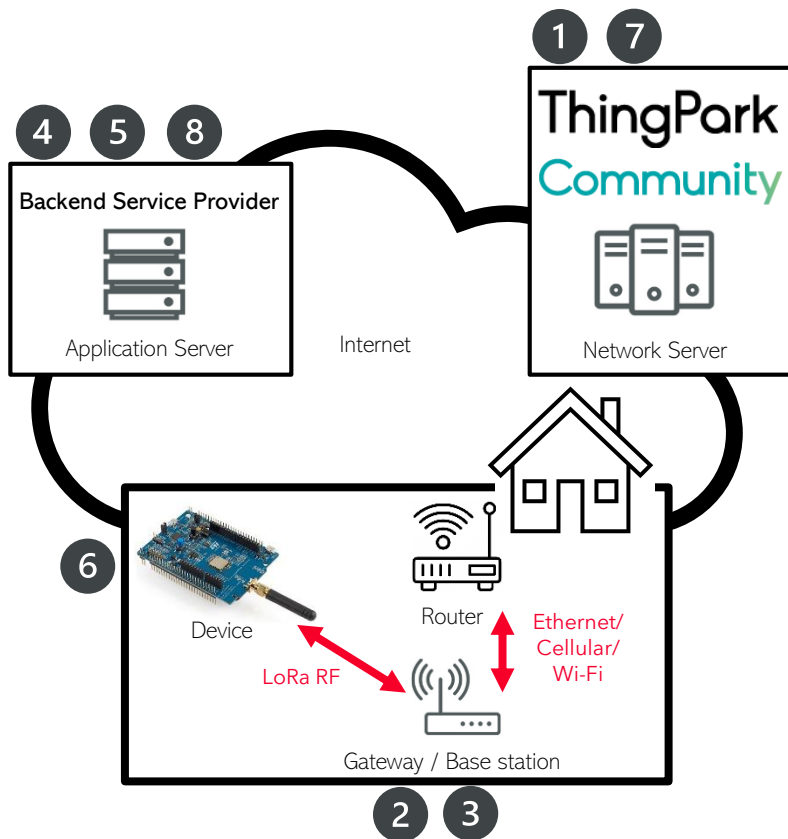 1 7
ThingPark
Community
Network Server
4 5 8
Backend Service Provider
Application Server
Internet
6
Device
Router
Ethernet/
Cellular/
Wi-Fi
LoRa RF
Gateway / Base station
2 3